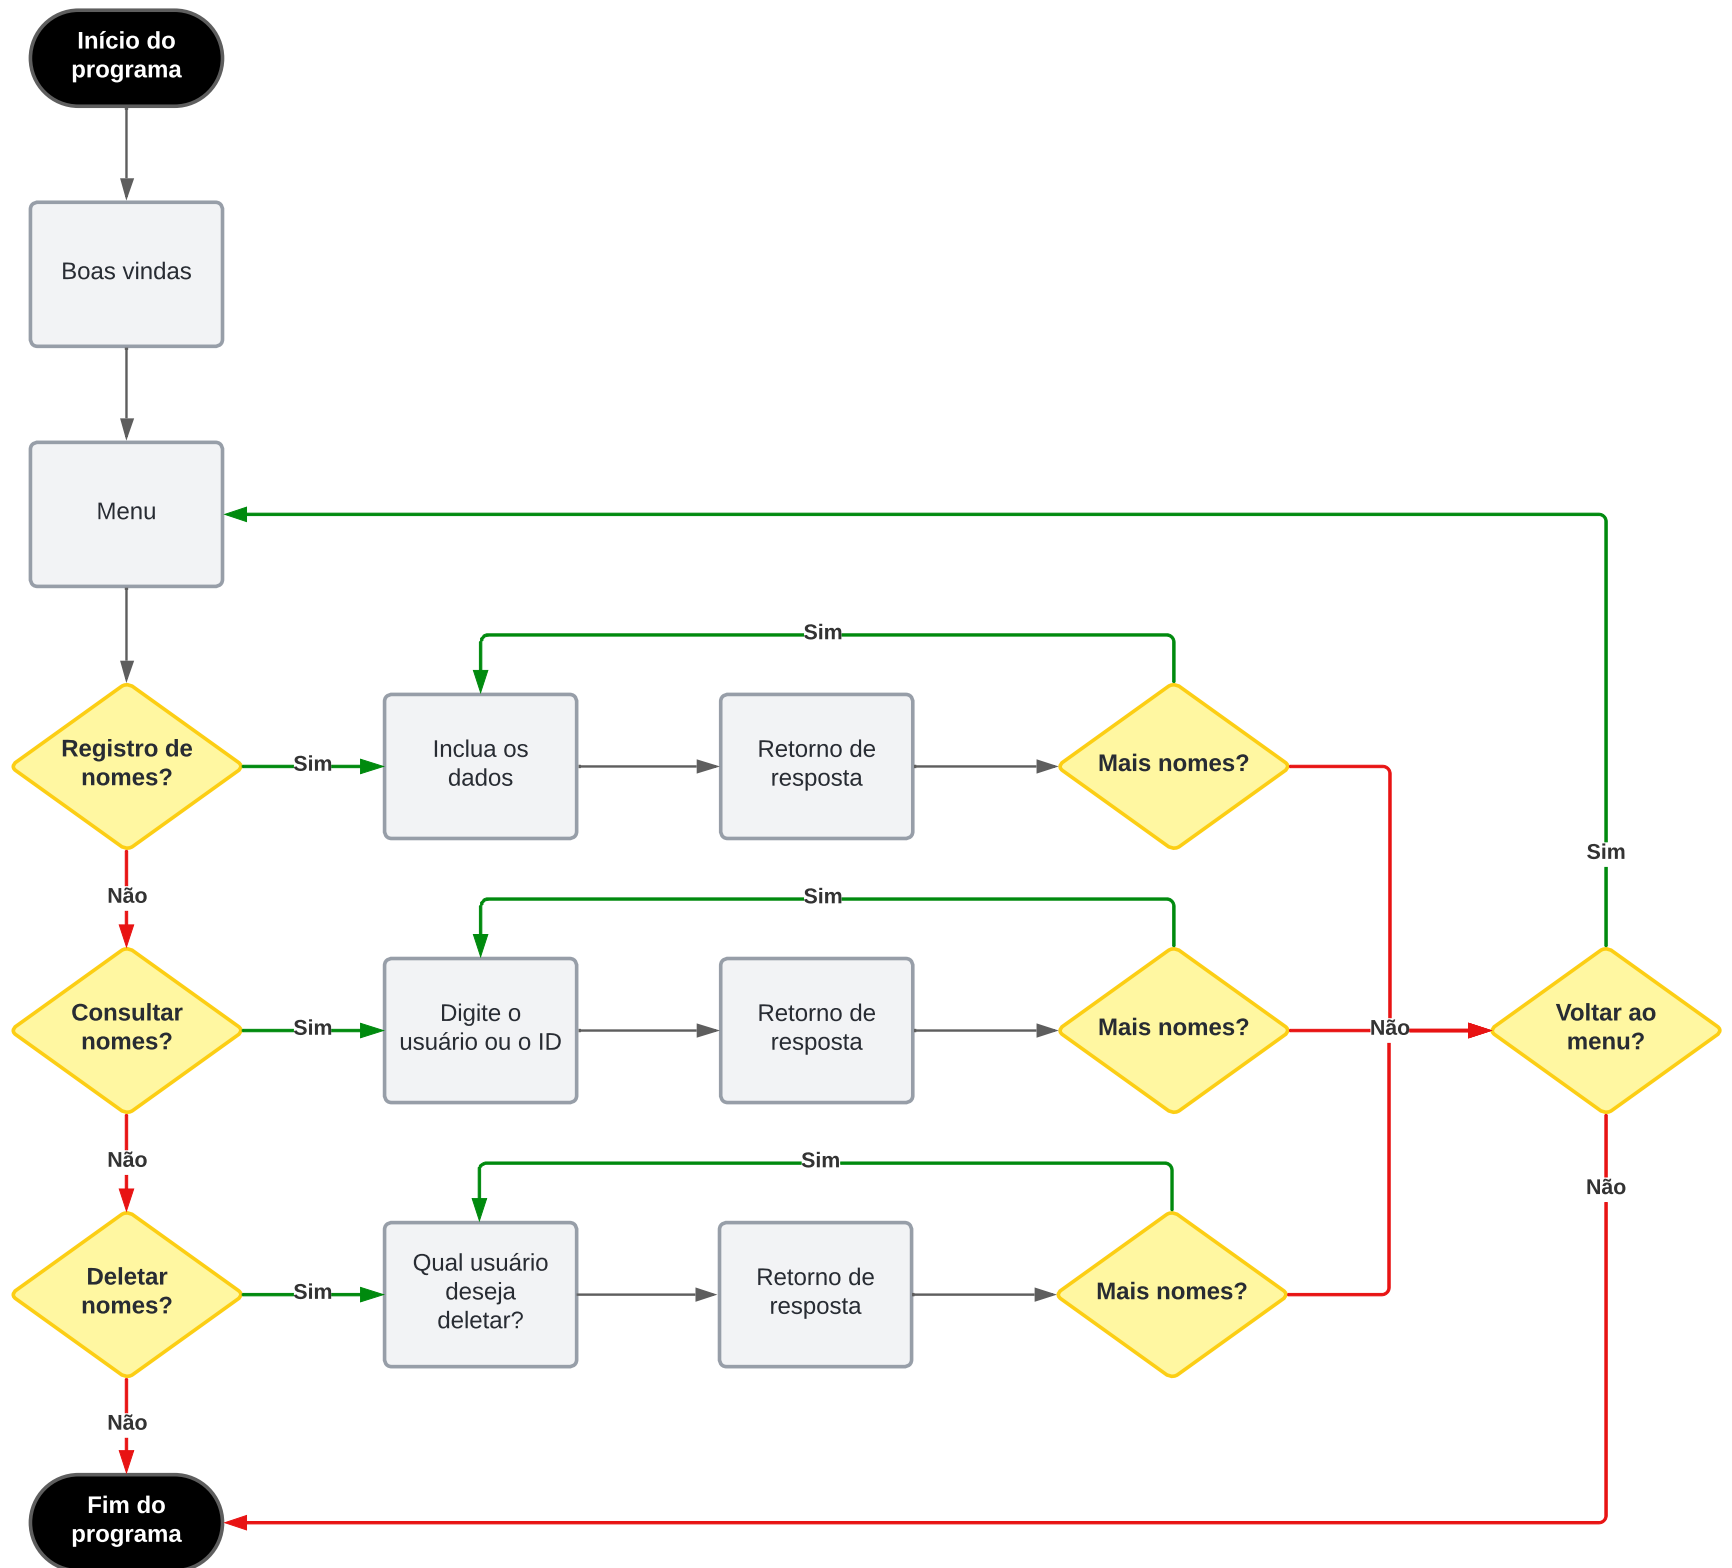 Início do
programa
Boas vindas
Menu
Sim
Registro de
nomes?
Sim
Inclua os
dados
Retorno de
resposta
Mais nomes?
Sim
Não
Sim
Consultar
nomes?
Sim
Digite o
usuário ou o ID
Retorno de
resposta
Mais nomes?
Não
Voltar ao
menu?
Não
Sim
Não
Deletar
nomes?
Sim
Qual usuário
deseja
deletar?
Retorno de
resposta
Mais nomes?
Não
Fim do
programa